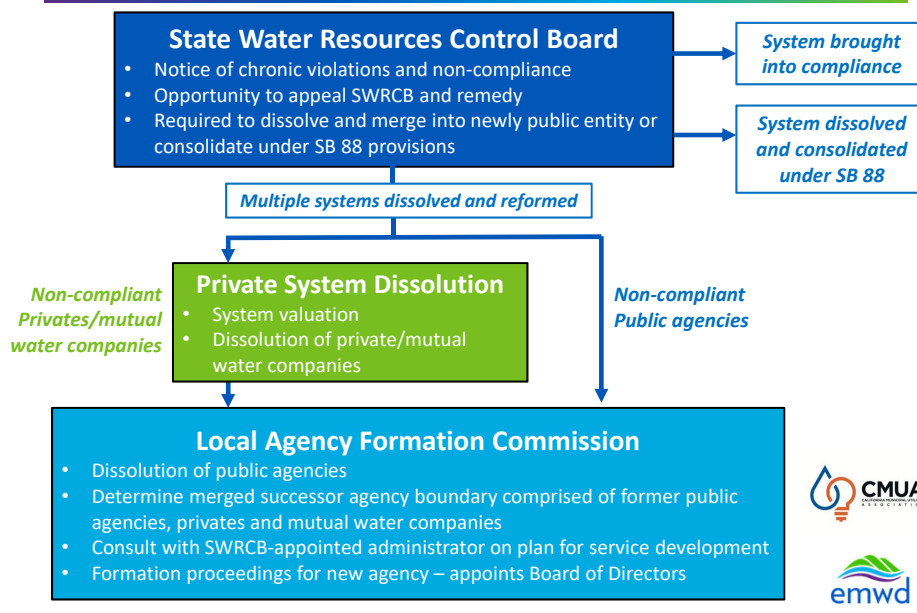 State Water Resources Control Board
• Notice of chronic violations and non-compliance
• Opportunity to appeal SWRCB and remedy
• Required to dissolve and merge into newly public entity or
consolidate under SB 88 provisions
System brought
into compliance
System dissolved
and consolidated
under SB 88
Multiple systems dissolved and reformed
Non-compliant
Privates/mutual
water companies
Private System Dissolution
• System valuation
• Dissolution of private/mutual
water companies
Non-compliant
Public agencies
Local Agency Formation Commission
• Dissolution of public agencies
• Determine merged successor agency boundary comprised of former public
agencies, privates and mutual water companies
• Consult with SWRCB-appointed administrator on plan for service development
• Formation proceedings for new agency – appoints Board of Directors
CMUA
CALIFORNIA MUNICIPAL UTILI
ASSOCIATI
emwd